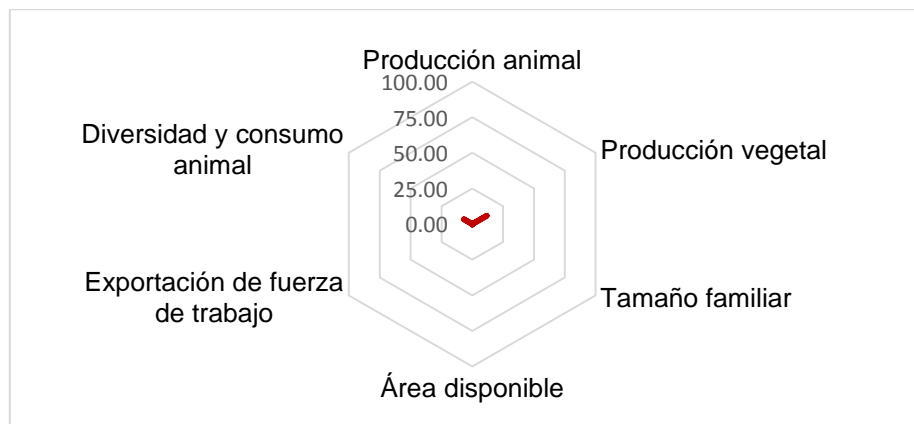 Producción animal
100.00
75.00
50.00
25.00
0.00
Producción vegetal
Tamaño familiar
Área disponible
Exportación de fuerza
de trabajo
Diversidad y consumo
animal